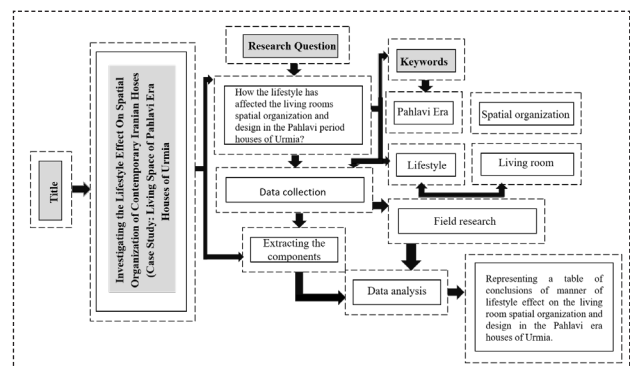 Title
Investigating the Lifestyle Effect On Spatial
Organization of Contemporary Iranian Hoses
(Case Study: Living Space of Pahlavi Era
Houses of Urmia
Research Question
How the lifestyle has
affected the living rooms
spatial organization and
design in the Pahlavi period
houses of Urmia?
Data collection
Extracting the
components
Keywords
Pahlavi Era
Spatial organization
Lifestyle
Living room
Field research
Data analysis
Representing a table of
conclusions of manner of
lifestyle effect on the living
room spatial organization and
design in the Pahlavi era
houses of Urmia.